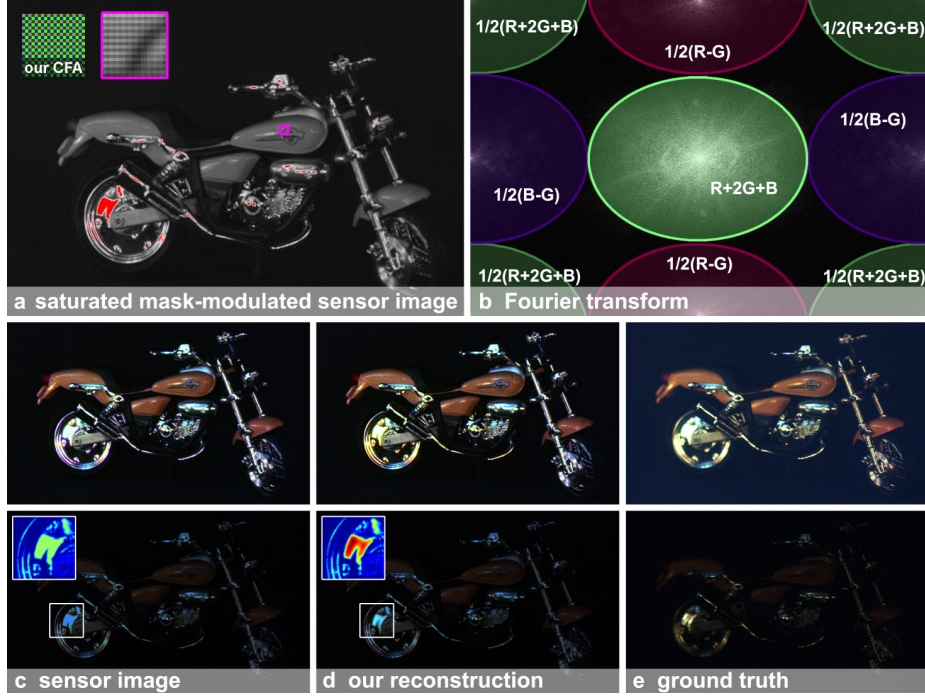 our CFA
a saturated mask-modulated sensor image
1/2(R+2G+B)
1/2(R-G)
1/2(R+2G+B)
1/2(B-G)
1/2(B-G)
R+2G+B
1/2(R+2G+B)
1/2(R-G)
1/2(R+2G+B)
b Fourier transform
c sensor image
d our reconstruction
e ground truth